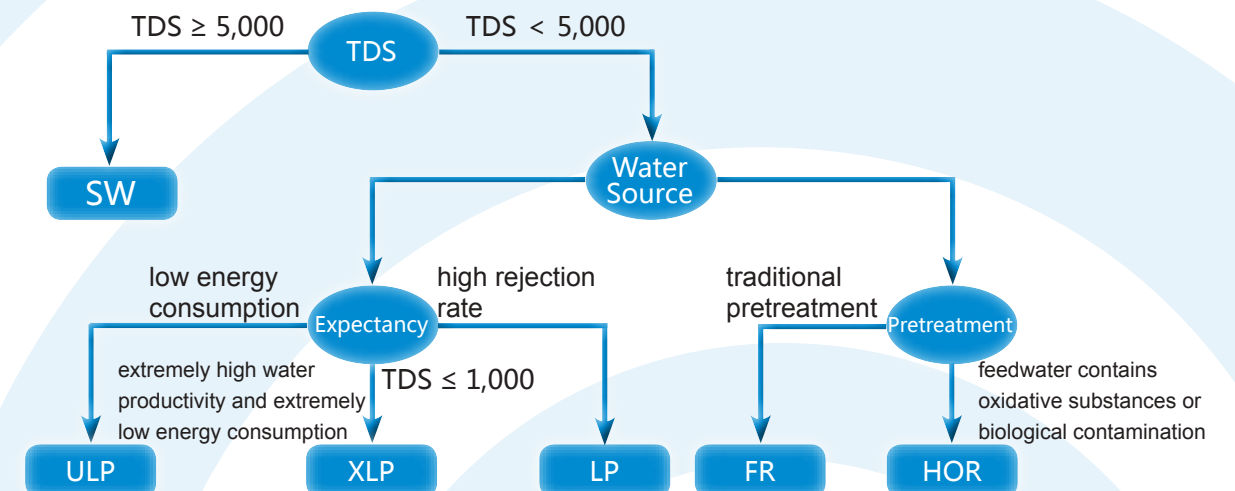 TDS ≥ 5,000
TDS
TDS < 5,000
SW
Water
Source
low energy
consumption
Expectancy
high rejection
rate
traditional
pretreatment
Pretreatment
extremely high water
productivity and extremely
low energy consumption
TDS ≤ 1,000
feedwater contains
oxidative substances or
biological contamination
ULP
XLP
LP
FR
HOR